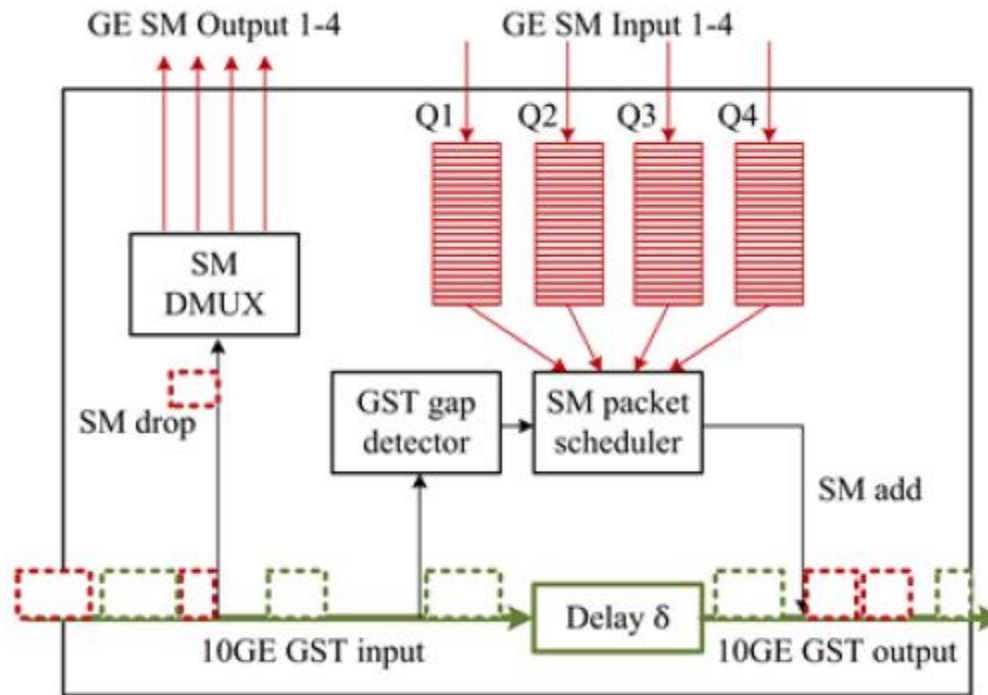 GE SM Output 1-4
GE SM Input 1-4
Q1
Q2
Q3
Q4
SM
DMUX
SM drop
GST gap
detector
SM packet
scheduler
SM add
Delay δ
10GE GST input
10GE GST output